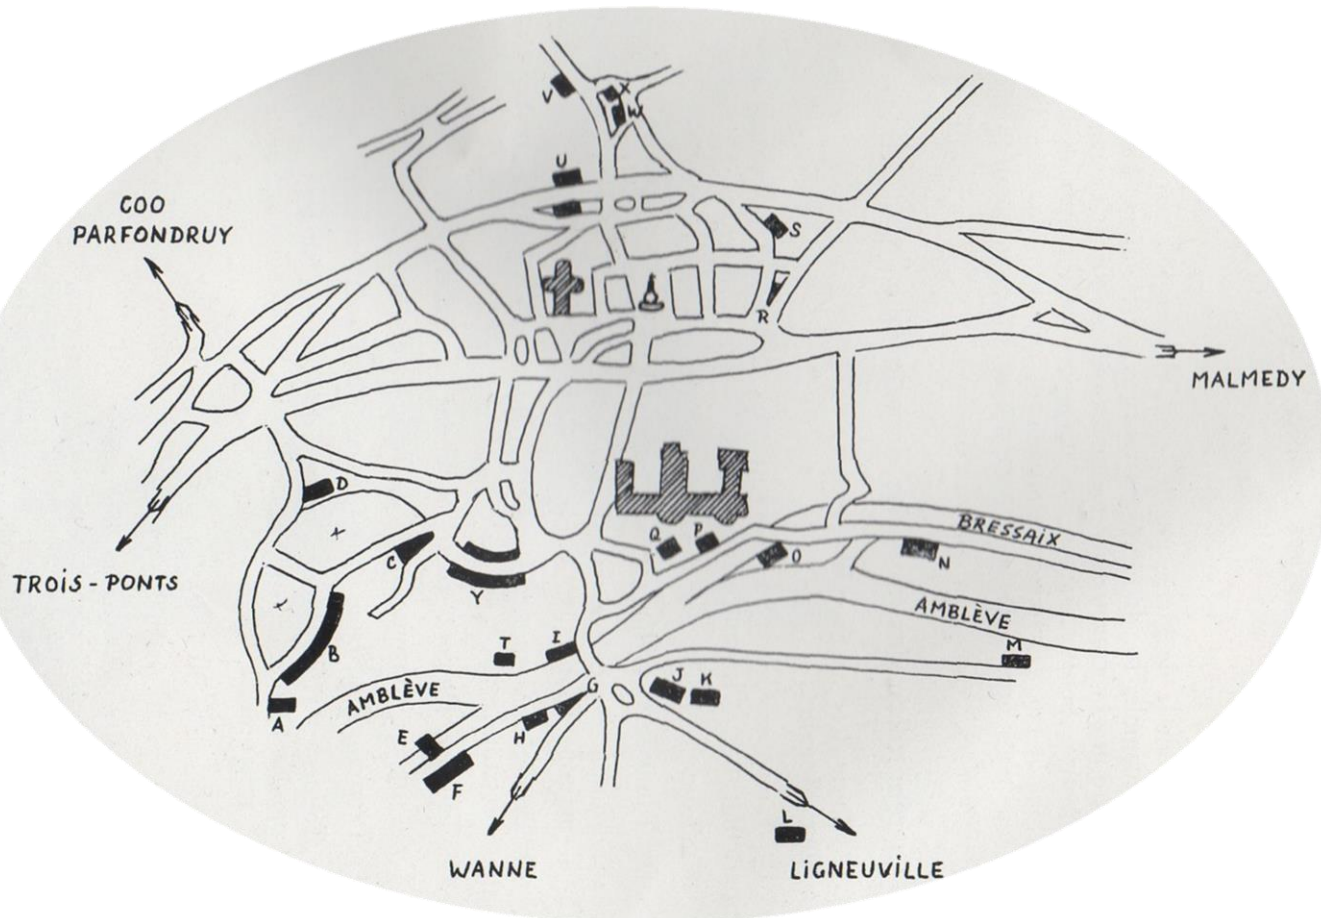 V
X
W
U
COO
PARFONDRUY
S
R
MALMEDY
D
Q
P
BRESSAIX
C
O
N
TROIS - PONTS
Y
AMBLÈVE
B
T
I
M
J
K
AMBLÈVE
G
A
E
H
F
L
WANNE
LIGNEUVILLE